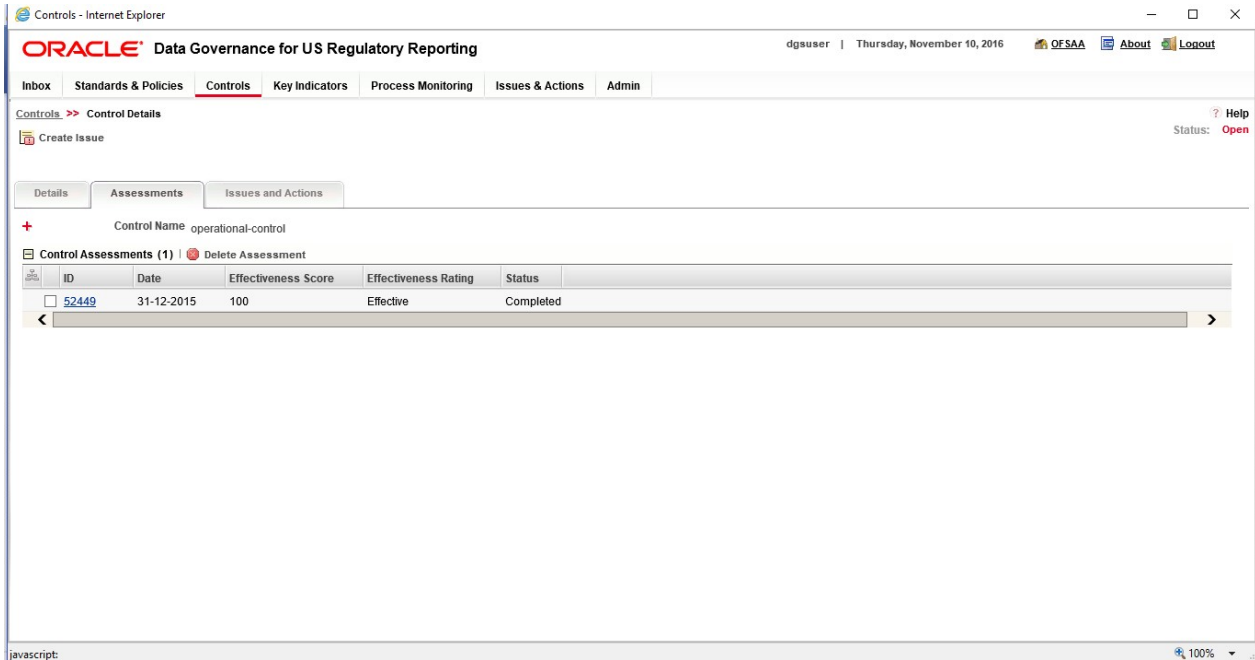 Controls - Internet Explorer
ORACLE® Data Governance for US Regulatory Reporting dgsuser | Thursday, November 10, 2016 OFSAA About Logout
Inbox Standards & Policies Controls Key Indicators Process Monitoring Issues & Actions Admin
Controls >> Control Details ? Help
Create Issue Status: Open
Details Assessments Issues and Actions
+ Control Name operational-control
Control Assessments (1) | Delete Assessment
ID Date Effectiveness Score Effectiveness Rating Status
52449 31-12-2015 100 Effective Completed
javascript: 100%